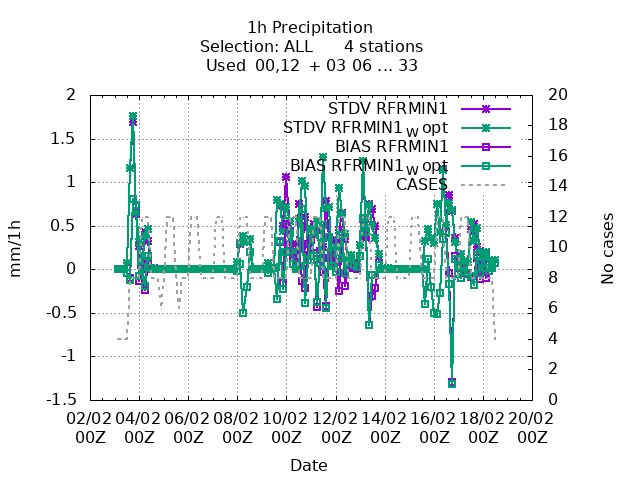 1h Precipitation
Selection: ALL 4 stations
Used 00,12 + 03 06 ... 33
STDV RFRMIN1
STDV RFRMIN1_w opt
BIAS RFRMIN1
BIAS RFRMIN1_w opt
CASES
2
1.5
1
0.5
0
-0.5
-1
-1.5
mm/1h
20
18
16
14
12
10
8
6
4
2
0
No cases
02/02 04/02 06/02 08/02 10/02 12/02 14/02 16/02 18/02 20/02
00Z 00Z 00Z 00Z 00Z 00Z 00Z 00Z 00Z 00Z
Date